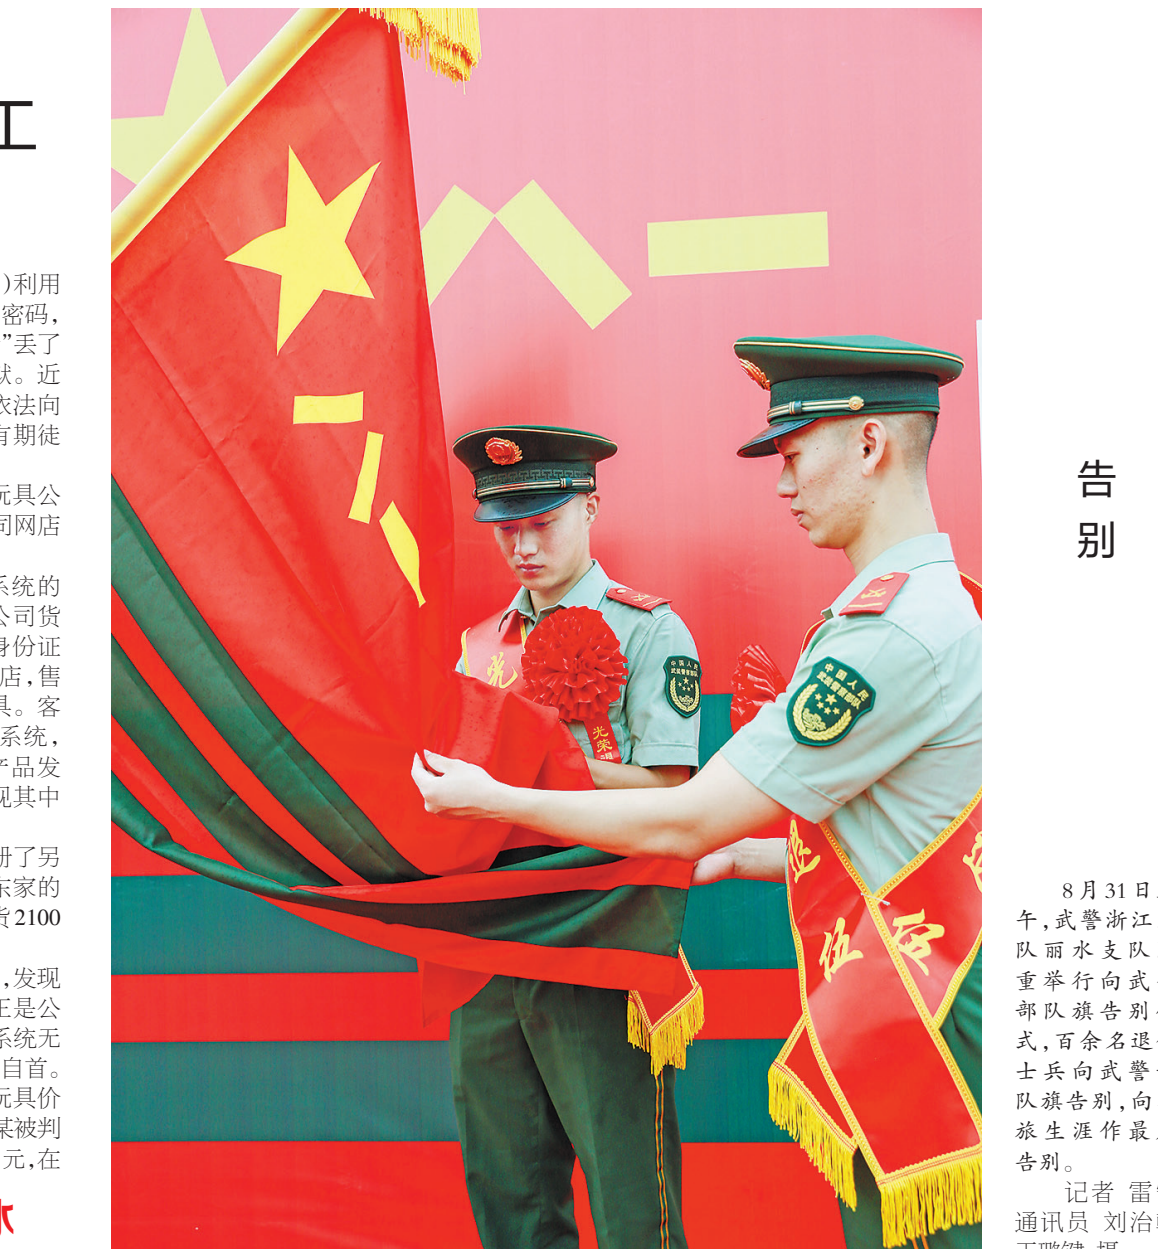 工
)利用
密码,
”丢了
状。近
依法向
有期徒
玩具公
司网店
系统的
公司货
身份证
店,售
具。客
系统,
产品发
现其中
册了另
东家的
货2100
,发现
正是公
系统无
自首。
玩具价
某被判
元,在
八一
光
光荣
中国人民
武装警察部队
中国人民
武装警察部队
伍
告
别
8月31日
午,武警浙江
队丽水支队
重举行向武
部队旗告别
式,百余名退
士兵向武警
队旗告别,向
旅生涯作最
告别。
记者 雷
通讯员 刘治